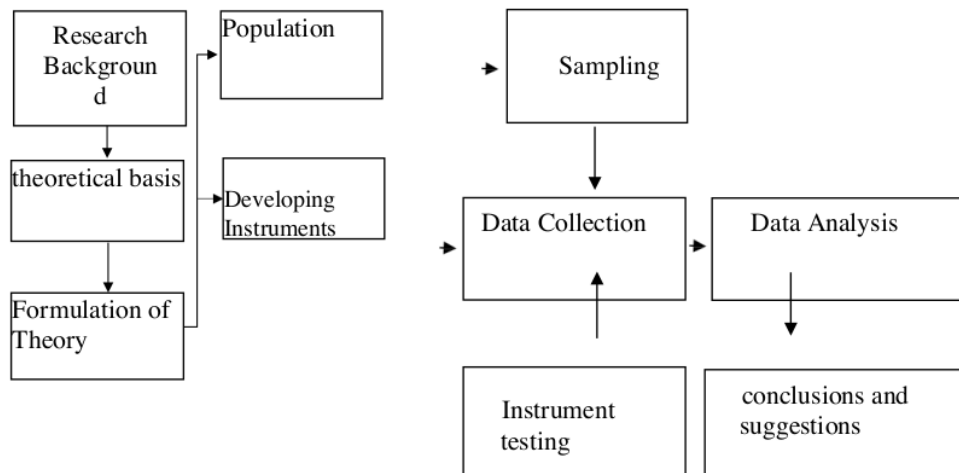 Research
Backgroun
d
theoretical basis
Formulation of
Theory
Population
Developing
Instruments
Sampling
Data Collection
Data Analysis
Instrument
testing
conclusions and
suggestions